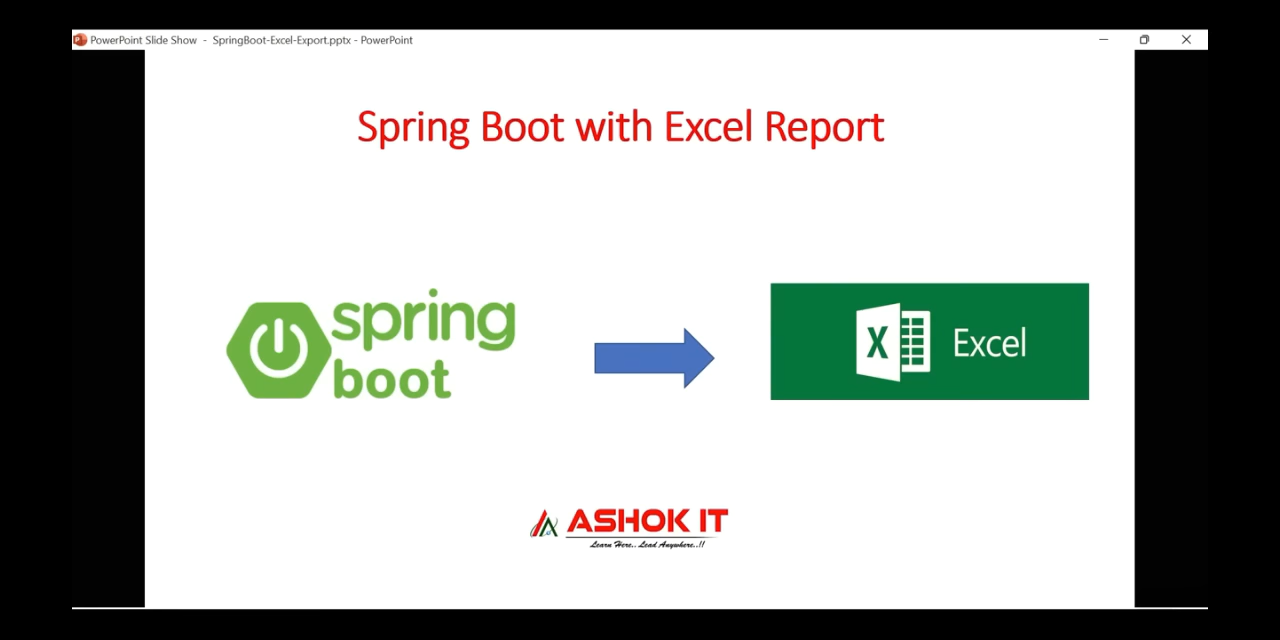 PowerPoint Slide Show - SpringBoot-Excel-Export.pptx - PowerPoint
Spring Boot with Excel Report
spring
boot
X
Excel
ASHOK IT
Learn Here.. Lead Anywhere..!!